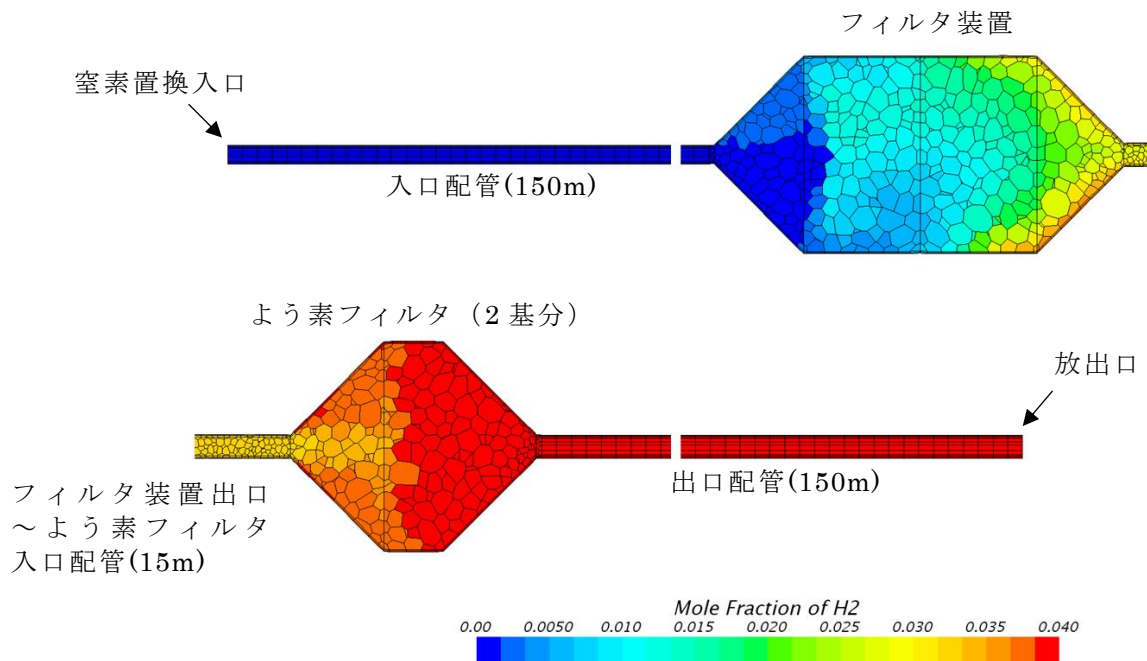 フィルタ装置
窒素置換入口
入口配管(150m)
よう素フィルタ（2 基分）
放出口
出口配管(150m)
フィルタ装置出口
～よう素フィルタ
入口配管(15m)
Mole Fraction of H2
0.00 0.0050 0.010 0.015 0.020 0.025 0.030 0.035 0.040